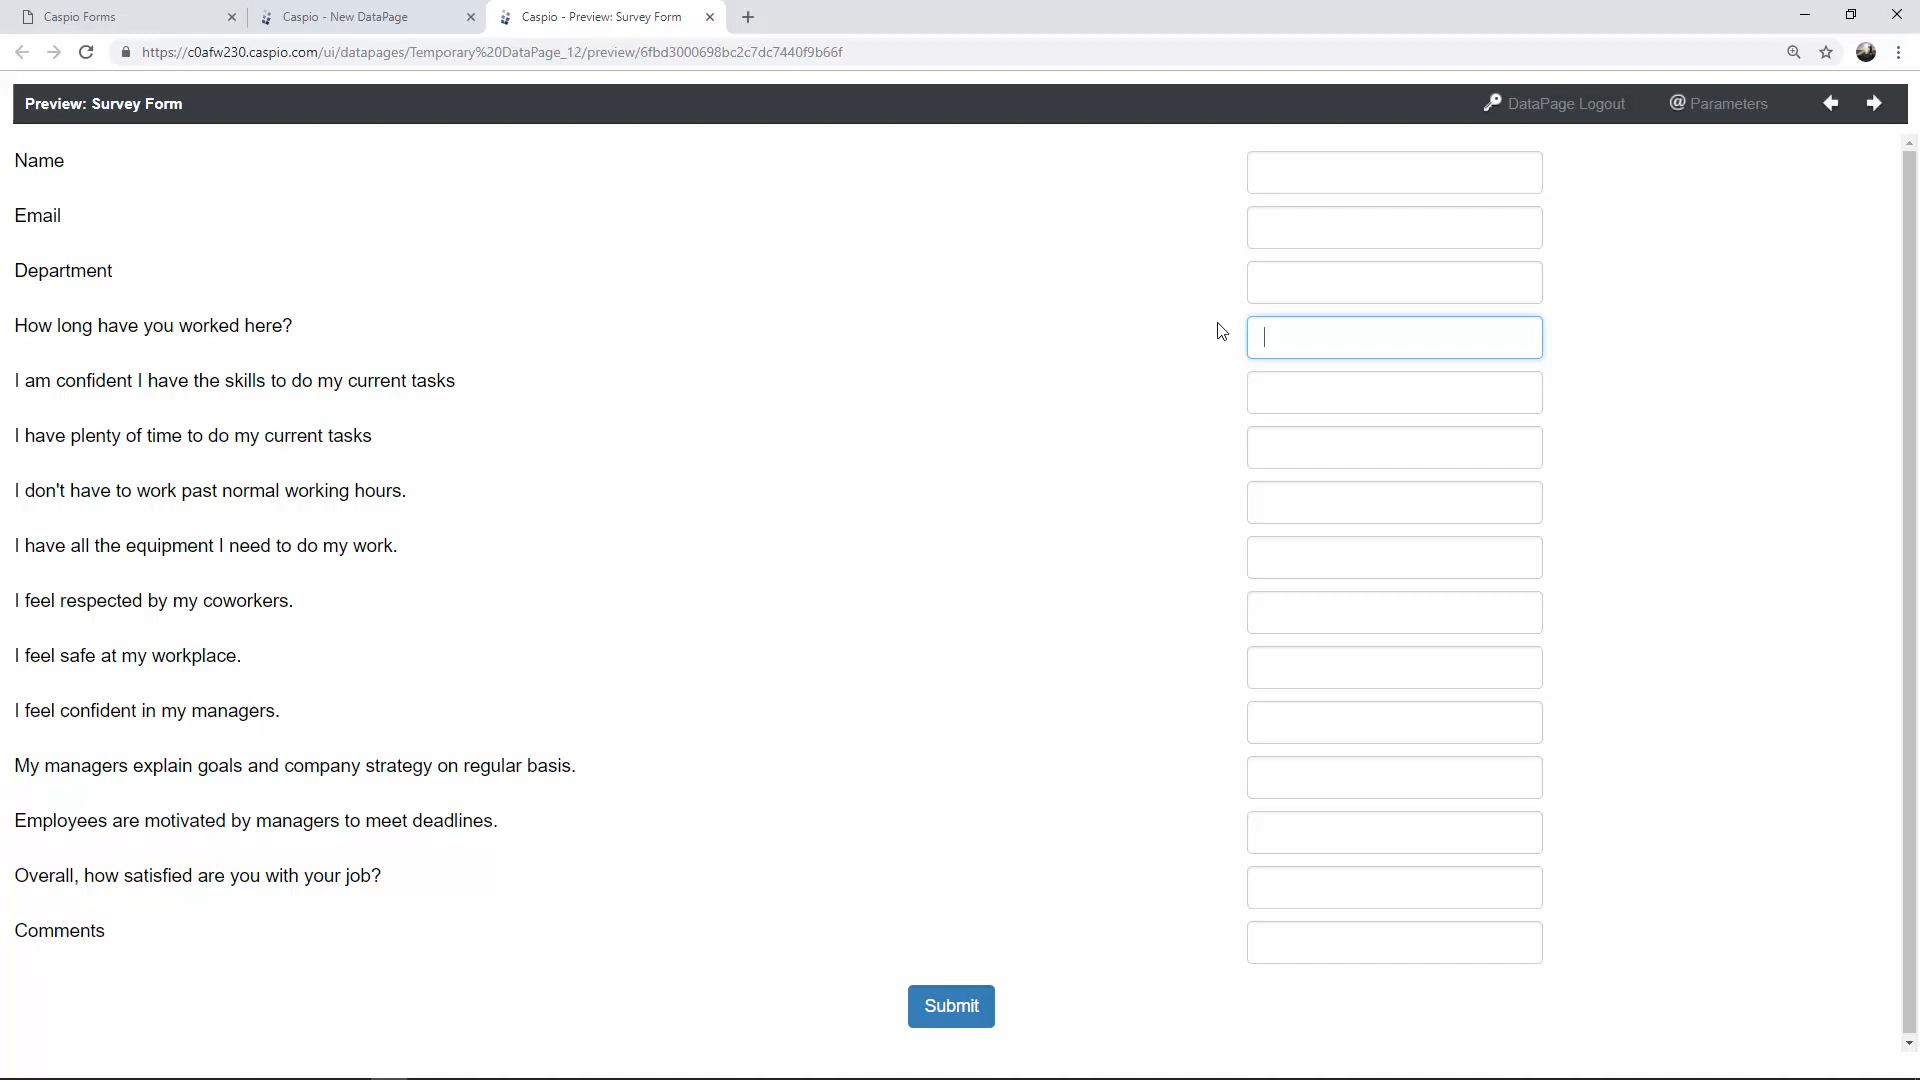 Caspio Forms
Caspio - New DataPage
Caspio - Preview: Survey Form
https://c0afw230.caspio.com/ui/datapages/Temporary%20DataPage_12/preview/6fbd3000698bc2c7dc7440f9b66f
Preview: Survey Form
DataPage Logout
@ Parameters
Name
Email
Department
How long have you worked here?
I am confident I have the skills to do my current tasks
I have plenty of time to do my current tasks
I don't have to work past normal working hours.
I have all the equipment I need to do my work.
I feel respected by my coworkers.
I feel safe at my workplace.
I feel confident in my managers.
My managers explain goals and company strategy on regular basis.
Employees are motivated by managers to meet deadlines.
Overall, how satisfied are you with your job?
Comments
Submit